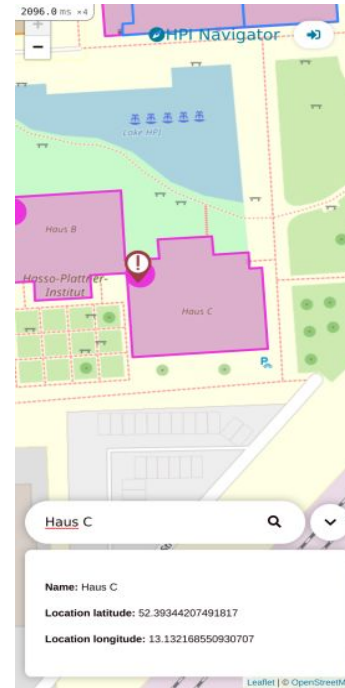 2096.0 ms ×4
+
−
HPI Navigator
Lake HPI
Haus B
Hasso-Plattner-
Institut
Haus C
Haus C
Name: Haus C
Location latitude: 52.39344207491817
Location longitude: 13.132168550930707
Leaflet | © OpenStreetM